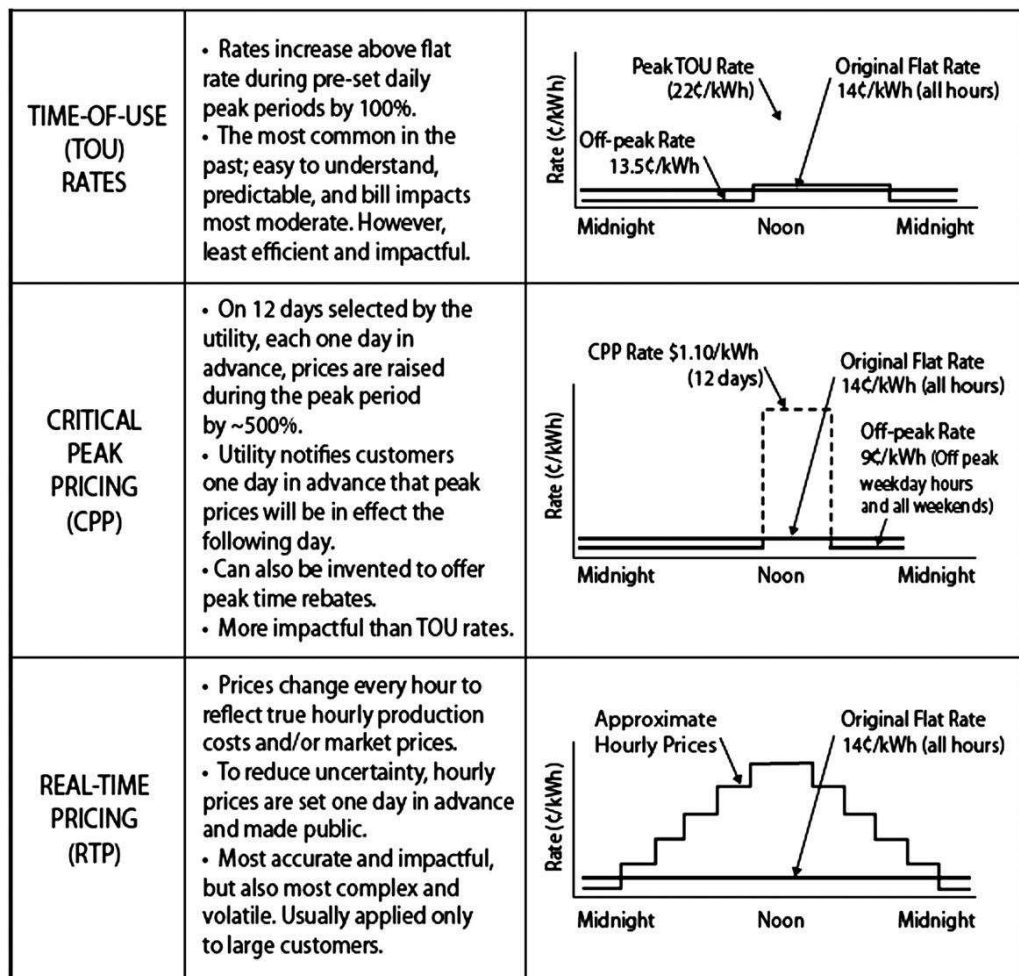 TIME-OF-USE
(TOU)
RATES
• Rates increase above flat
rate during pre-set daily
peak periods by 100%.
• The most common in the
past; easy to understand,
predictable, and bill impacts
most moderate. However,
least efficient and impactful.
Rate (¢/kWh)
Peak TOU Rate
(22¢/kWh)
Original Flat Rate
14¢/kWh (all hours)
Off-peak Rate
13.5¢/kWh
Midnight Noon Midnight
CRITICAL
PEAK
PRICING
(CPP)
• On 12 days selected by the
utility, each one day in
advance, prices are raised
during the peak period
by ~500%.
• Utility notifies customers
one day in advance that peak
prices will be in effect the
following day.
• Can also be invented to offer
peak time rebates.
• More impactful than TOU rates.
Rate (¢/kWh)
CPP Rate $1.10/kWh
(12 days)
Original Flat Rate
14¢/kWh (all hours)
Off-peak Rate
9¢/kWh (Off peak
weekday hours
and all weekends)
Midnight Noon Midnight
REAL-TIME
PRICING
(RTP)
• Prices change every hour to
reflect true hourly production
costs and/or market prices.
• To reduce uncertainty, hourly
prices are set one day in advance
and made public.
• Most accurate and impactful,
but also most complex and
volatile. Usually applied only
to large customers.
Rate (¢/kWh)
Approximate
Hourly Prices
Original Flat Rate
14¢/kWh (all hours)
Midnight Noon Midnight